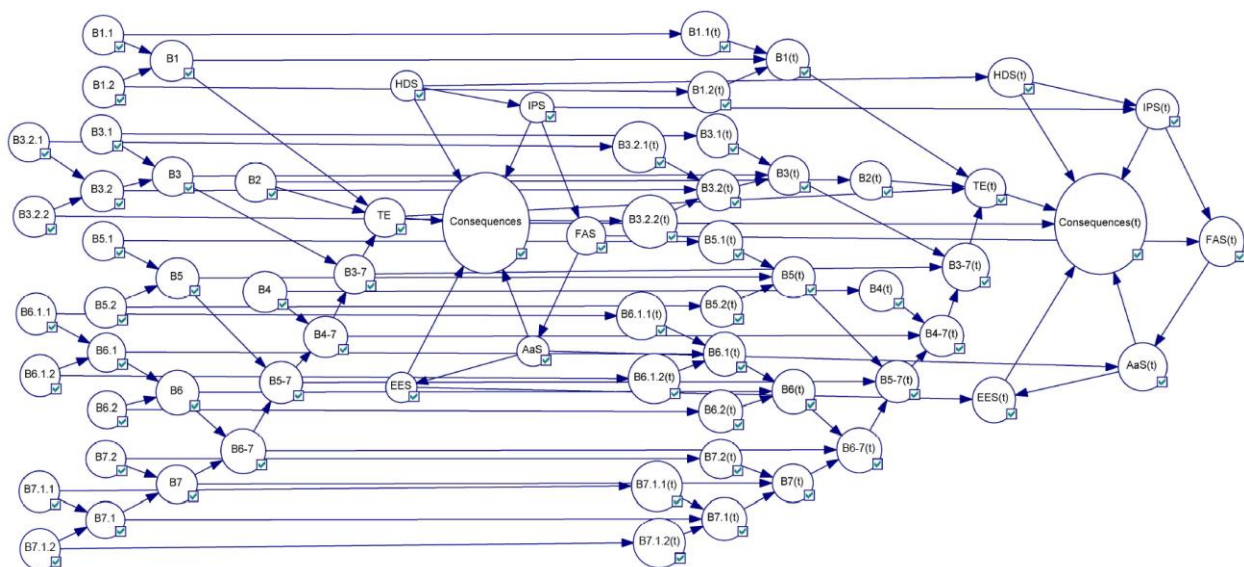 B1.1
B1
B1.2
B3.2.1
B3.1
B3
B3.2
B3.2.2
B2
B5.1
B5
B5.2
B4
B6.1.1
B6.1
B6.1.2
B6
B6.2
B6-7
B7.2
B7
B7.1.1
B7.1
B7.1.2
B5-7
B4-7
B3-7
TE
HDS
IPS
Consequences
FAS
AaS
EES
B1.1(t)
B1(t)
B1.2(t)
B3.1(t)
B3.2.1(t)
B3(t)
B3.2(t)
B3.2.2(t)
B2(t)
B5.1(t)
B5(t)
B5.2(t)
B4(t)
B6.1.1(t)
B6.1(t)
B6.1.2(t)
B6(t)
B6.2(t)
B6-7(t)
B7.2(t)
B7(t)
B7.1.1(t)
B7.1(t)
B7.1.2(t)
B5-7(t)
B4-7(t)
B3-7(t)
TE(t)
HDS(t)
IPS(t)
Consequences(t)
FAS(t)
AaS(t)
EES(t)